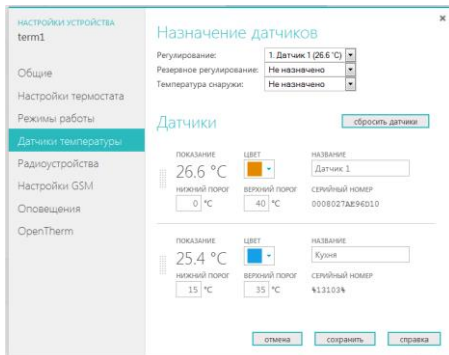 НАСТРОЙКИ УСТРОЙСТВА
term1
Общие
Настройки термостата
Режимы работы
Датчики температуры
Радиоустройства
Настройки GSM
Оповещения
OpenTherm
Назначение датчиков
Регулирование: 1. Датчик 1 (26.6 °C)
Резервное регулирование: Не назначено
Температура снаружи: Не назначено
Датчики сбросить датчики
ПОКАЗАНИЕ ЦВЕТ НАЗВАНИЕ
26.6 °C Датчик 1
НИЖНИЙ ПОРОГ ВЕРХНИЙ ПОРОГ СЕРИЙНЫЙ НОМЕР
0 °C 40 °C 0008027AE96D10
ПОКАЗАНИЕ ЦВЕТ НАЗВАНИЕ
25.4 °C Кухня
НИЖНИЙ ПОРОГ ВЕРХНИЙ ПОРОГ СЕРИЙНЫЙ НОМЕР
15 °C 35 °C %13103%
отмена сохранить справка